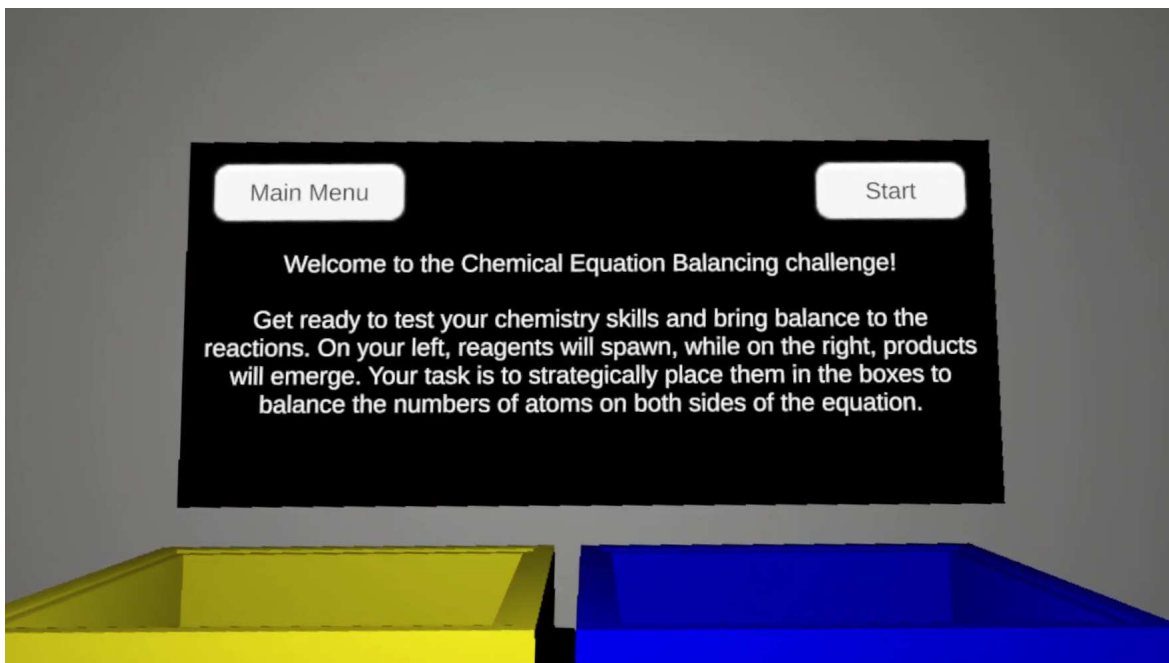 Main Menu
Start
Welcome to the Chemical Equation Balancing challenge!
Get ready to test your chemistry skills and bring balance to the
reactions. On your left, reagents will spawn, while on the right, products
will emerge. Your task is to strategically place them in the boxes to
balance the numbers of atoms on both sides of the equation.